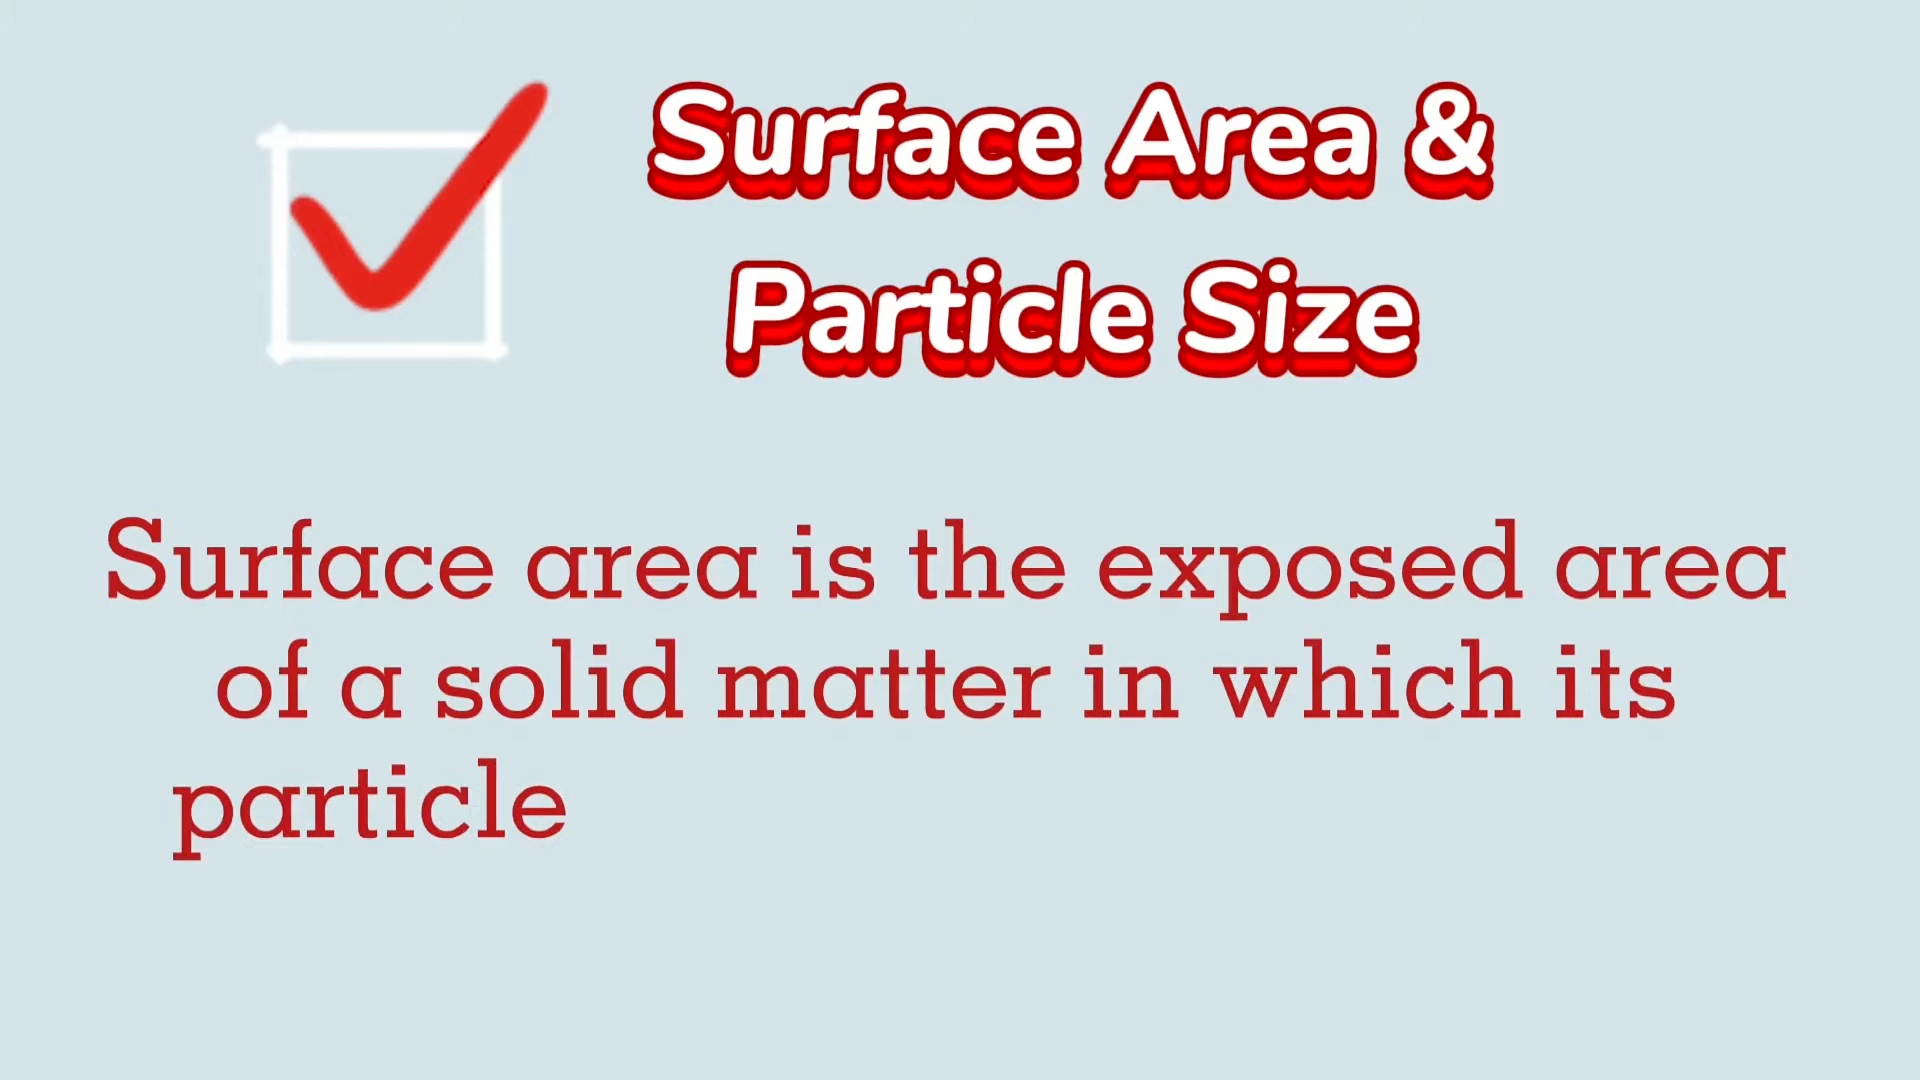 Surface Area &
Particle Size
Surface area is the exposed area
of a solid matter in which its
particle